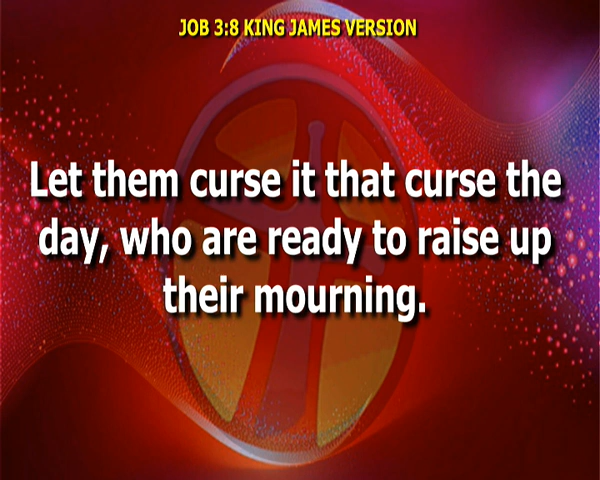 JOB 3:8 KING JAMES VERSION
Let them curse it that curse the
day, who are ready to raise up
their mourning.